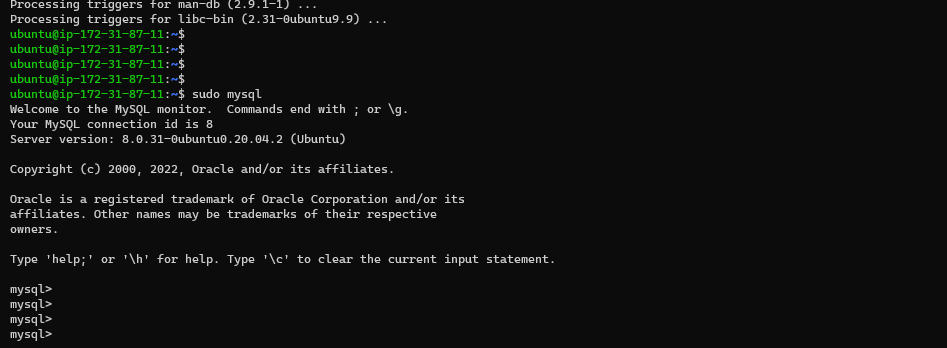 Processing triggers for man-db (2.9.1-1) ...
Processing triggers for libc-bin (2.31-0ubuntu9.9) ...
ubuntu@ip-172-31-87-11:~$
ubuntu@ip-172-31-87-11:~$
ubuntu@ip-172-31-87-11:~$
ubuntu@ip-172-31-87-11:~$
ubuntu@ip-172-31-87-11:~$ sudo mysql
Welcome to the MySQL monitor.  Commands end with ; or \g.
Your MySQL connection id is 8
Server version: 8.0.31-0ubuntu0.20.04.2 (Ubuntu)
Copyright (c) 2000, 2022, Oracle and/or its affiliates.
Oracle is a registered trademark of Oracle Corporation and/or its
affiliates. Other names may be trademarks of their respective
owners.
Type 'help;' or '\h' for help. Type '\c' to clear the current input statement.
mysql>
mysql>
mysql>
mysql>